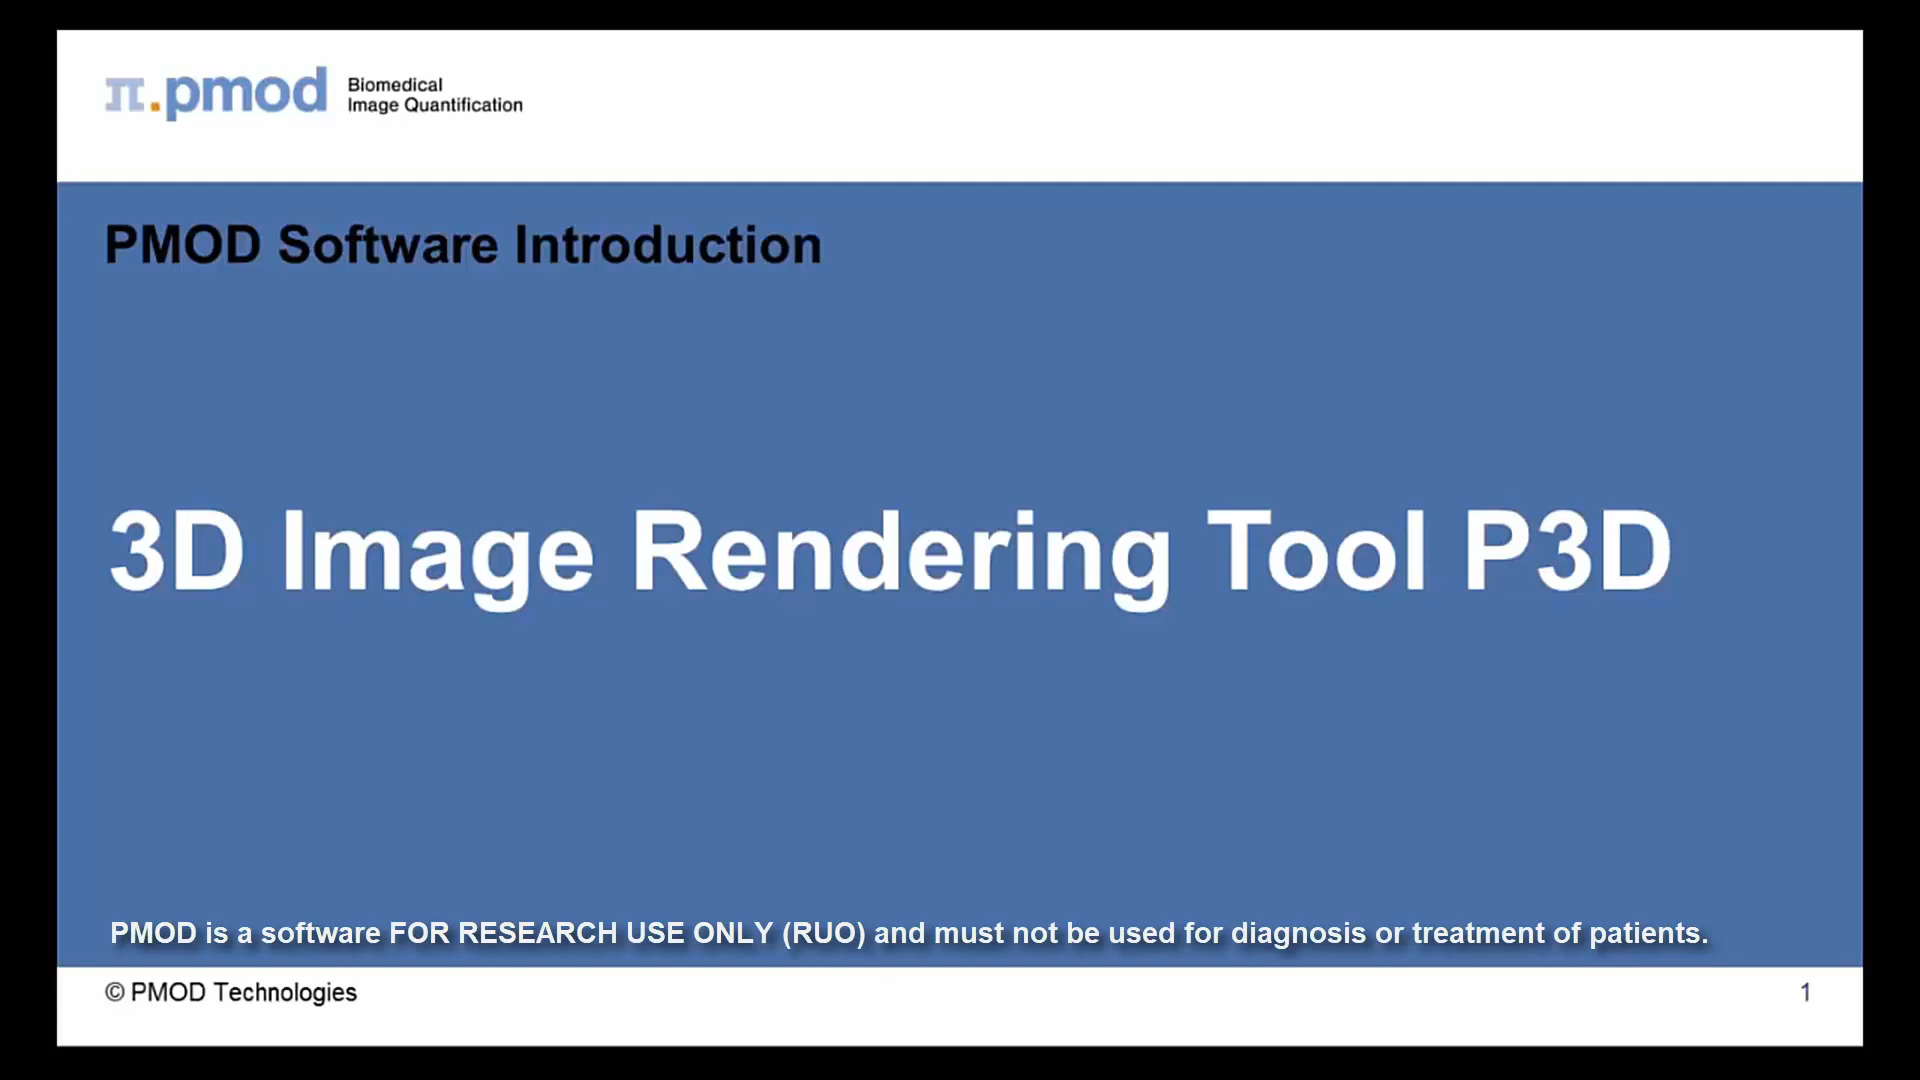 π.pmod
Biomedical
Image Quantification
PMOD Software Introduction
3D Image Rendering Tool P3D
PMOD is a software FOR RESEARCH USE ONLY (RUO) and must not be used for diagnosis or treatment of patients.
© PMOD Technologies
1